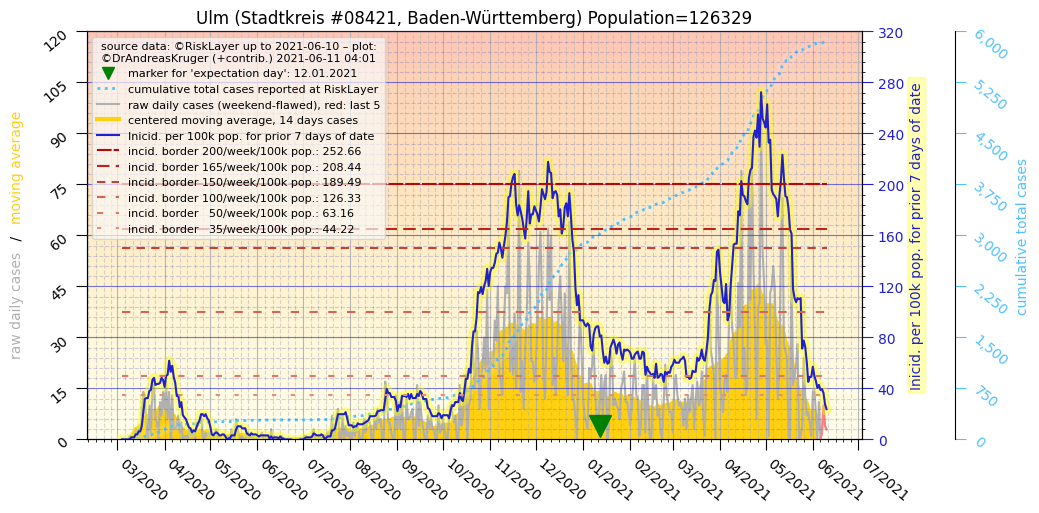 Ulm (Stadtkreis #08421, Baden-Württemberg) Population=126329
source data: ©RiskLayer up to 2021-06-10 – plot:
©DrAndreasKruger (+contrib.) 2021-06-11 04:01
marker for 'expectation day': 12.01.2021
cumulative total cases reported at RiskLayer
raw daily cases (weekend-flawed), red: last 5
centered moving average, 14 days cases
Inicid. per 100k pop. for prior 7 days of date
incid. border 200/week/100k pop.: 252.66
incid. border 165/week/100k pop.: 208.44
incid. border 150/week/100k pop.: 189.49
incid. border 100/week/100k pop.: 126.33
incid. border   50/week/100k pop.: 63.16
incid. border   35/week/100k pop.: 44.22
raw daily cases   /   moving average
120
105
90
75
60
45
30
15
0
320
280
240
200
160
120
80
40
0
Inicid. per 100k pop. for prior 7 days of date
6,000
5,250
4,500
3,750
3,000
2,250
1,500
750
0
cumulative total cases
03/2020
04/2020
05/2020
06/2020
07/2020
08/2020
09/2020
10/2020
11/2020
12/2020
01/2021
02/2021
03/2021
04/2021
05/2021
06/2021
07/2021